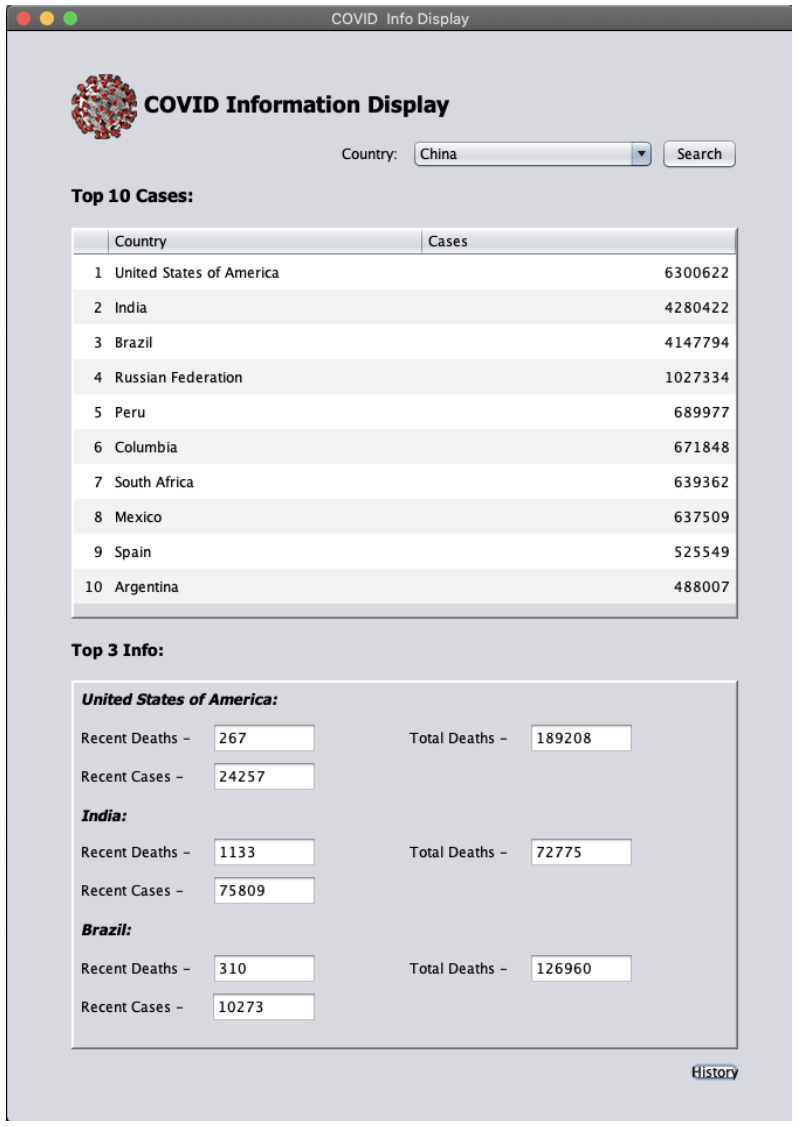 COVID Info Display
COVID Information Display
Country: China Search
Top 10 Cases:
Country Cases
1 United States of America 6300622
2 India 4280422
3 Brazil 4147794
4 Russian Federation 1027334
5 Peru 689977
6 Columbia 671848
7 South Africa 639362
8 Mexico 637509
9 Spain 525549
10 Argentina 488007
Top 3 Info:
United States of America:
Recent Deaths – 267 Total Deaths – 189208
Recent Cases – 24257
India:
Recent Deaths – 1133 Total Deaths – 72775
Recent Cases – 75809
Brazil:
Recent Deaths – 310 Total Deaths – 126960
Recent Cases – 10273
History